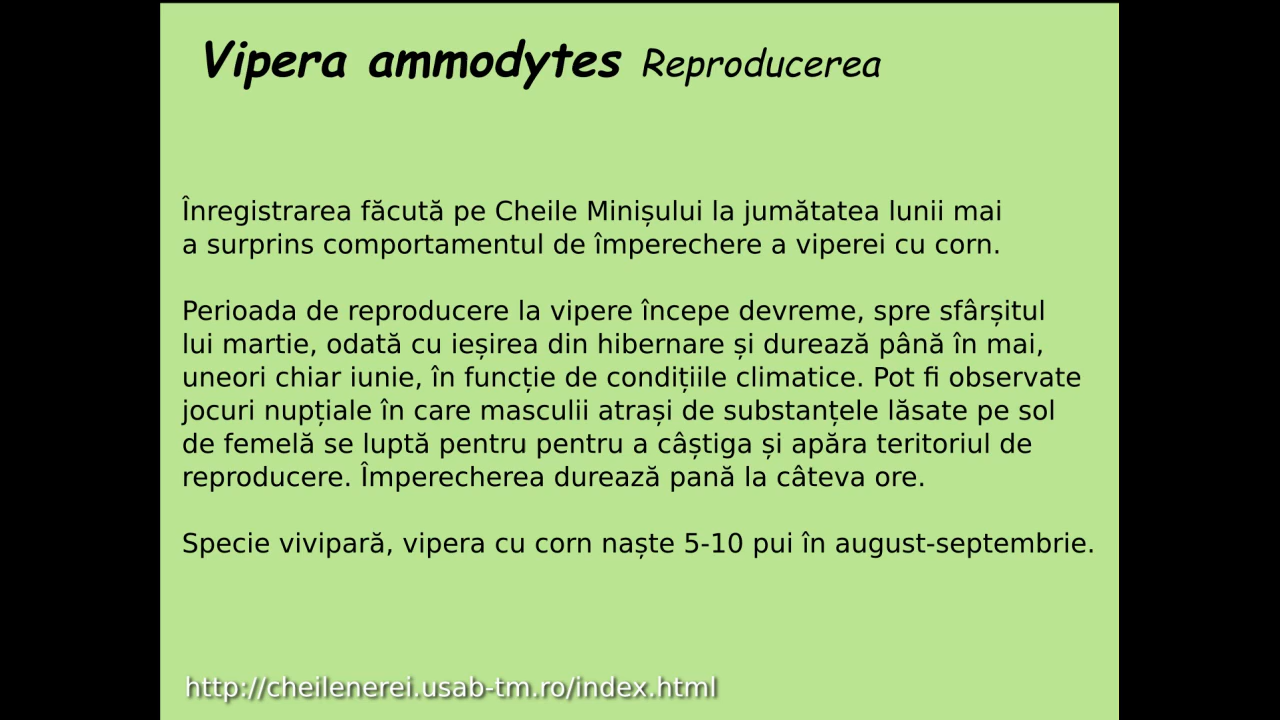 Vipera ammodytes Reproducerea
Înregistrarea făcută pe Cheile Minișului la jumătatea lunii mai
a surprins comportamentul de împerechere a viperei cu corn.
Perioada de reproducere la vipere începe devreme, spre sfârșitul
lui martie, odată cu ieșirea din hibernare și durează până în mai,
uneori chiar iunie, în funcție de condițiile climatice. Pot fi observate
jocuri nupțiale în care masculii atrași de substanțele lăsate pe sol
de femelă se luptă pentru pentru a câștiga și apăra teritoriul de
reproducere. Împerecherea durează pană la câteva ore.
Specie vivipară, vipera cu corn naște 5-10 pui în august-septembrie.
http://cheilenerei.usab-tm.ro/index.html